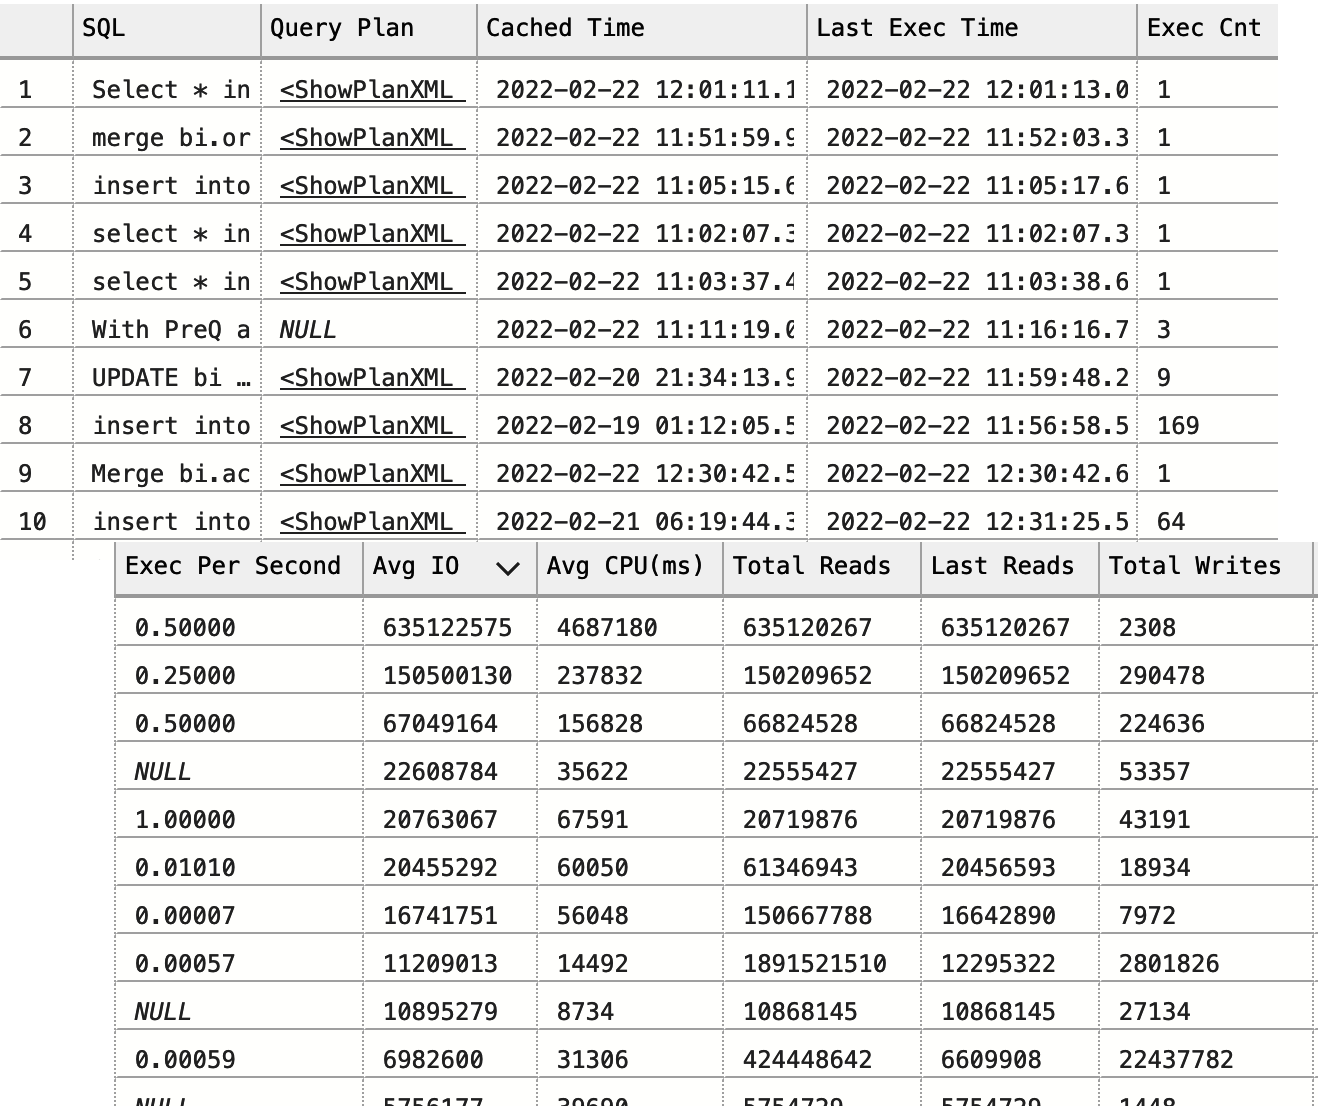 SQL Query Plan Cached Time Last Exec Time Exec Cnt
1 Select * in <ShowPlanXML 2022-02-22 12:01:11.1 2022-02-22 12:01:13.0 1
2 merge bi.or <ShowPlanXML 2022-02-22 11:51:59.9 2022-02-22 11:52:03.3 1
3 insert into <ShowPlanXML 2022-02-22 11:05:15.6 2022-02-22 11:05:17.6 1
4 select * in <ShowPlanXML 2022-02-22 11:02:07.3 2022-02-22 11:02:07.3 1
5 select * in <ShowPlanXML 2022-02-22 11:03:37.4 2022-02-22 11:03:38.6 1
6 With PreQ a NULL 2022-02-22 11:11:19.0 2022-02-22 11:16:16.7 3
7 UPDATE bi … <ShowPlanXML 2022-02-20 21:34:13.9 2022-02-22 11:59:48.2 9
8 insert into <ShowPlanXML 2022-02-19 01:12:05.5 2022-02-22 11:56:58.5 169
9 Merge bi.ac <ShowPlanXML 2022-02-22 12:30:42.5 2022-02-22 12:30:42.6 1
10 insert into <ShowPlanXML 2022-02-21 06:19:44.3 2022-02-22 12:31:25.5 64
Exec Per Second Avg IO Avg CPU(ms) Total Reads Last Reads Total Writes
0.50000 635122575 4687180 635120267 635120267 2308
0.25000 150500130 237832 150209652 150209652 290478
0.50000 67049164 156828 66824528 66824528 224636
NULL 22608784 35622 22555427 22555427 53357
1.00000 20763067 67591 20719876 20719876 43191
0.01010 20455292 60050 61346943 20456593 18934
0.00007 16741751 56048 150667788 16642890 7972
0.00057 11209013 14492 1891521510 12295322 2801826
NULL 10895279 8734 10868145 10868145 27134
0.00059 6982600 31306 424448642 6609908 22437782
NULL 5756177 5754729 5754729 1448